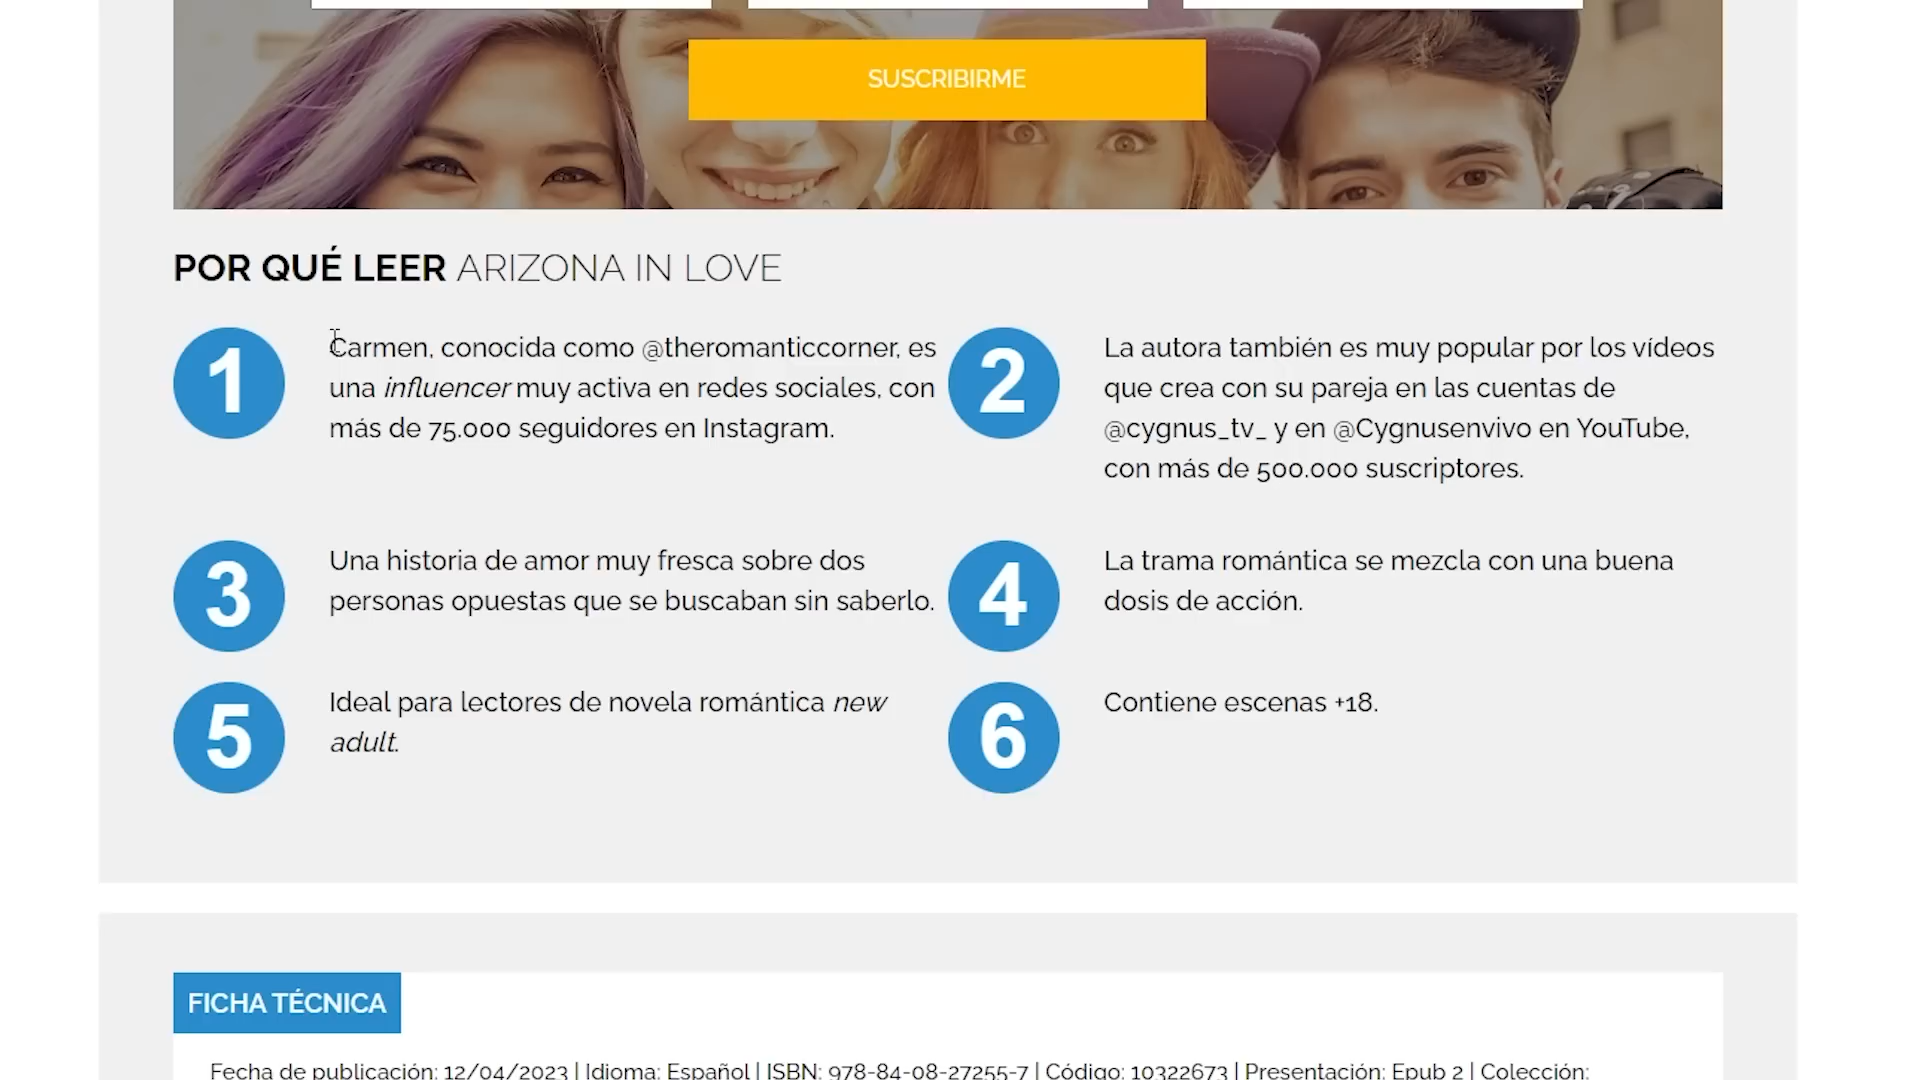 SUSCRIBIRME
POR QUÉ LEER ARIZONA IN LOVE
1
Carmen, conocida como @theromanticcorner, es
una influencer muy activa en redes sociales, con
más de 75.000 seguidores en Instagram.
2
La autora también es muy popular por los vídeos
que crea con su pareja en las cuentas de
@cygnus_tv_ y en @Cygnusenvivo en YouTube,
con más de 500.000 suscriptores.
3
Una historia de amor muy fresca sobre dos
personas opuestas que se buscaban sin saberlo.
4
La trama romántica se mezcla con una buena
dosis de acción.
5
Ideal para lectores de novela romántica new
adult.
6
Contiene escenas +18.
FICHA TÉCNICA
Fecha de publicación: 12/04/2023 | Idioma: Español | ISBN: 978-84-08-27255-7 | Código: 10322673 | Presentación: Epub 2 | Colección: